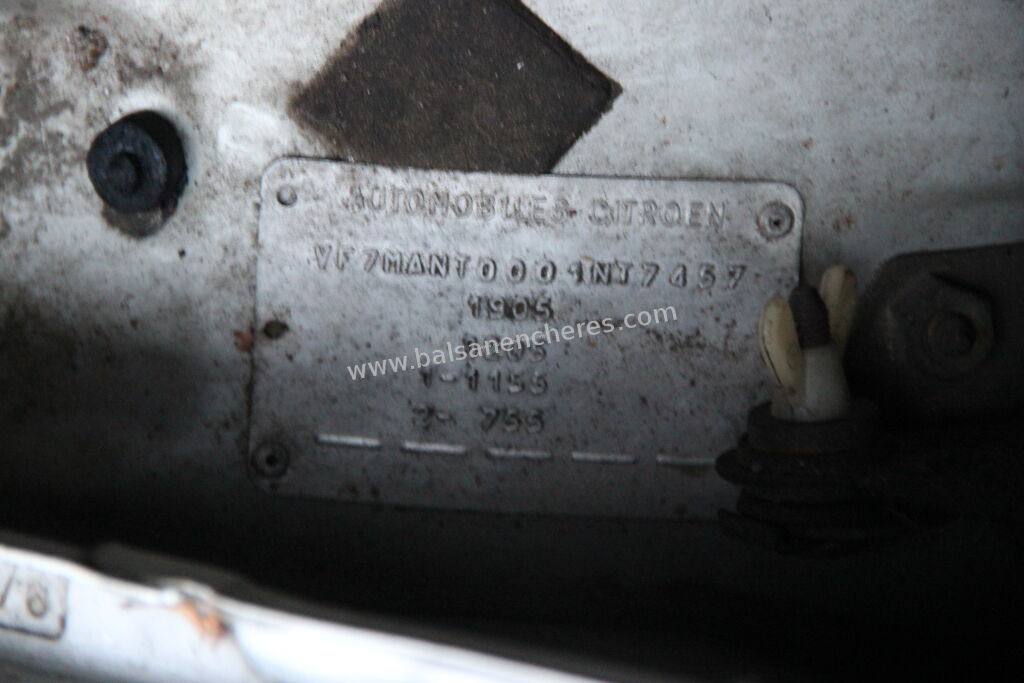 AUTOMOBILES CITROEN
VF7MANT0001NT7457
1905
www.balsanencheres.com
1-1155
2- 755